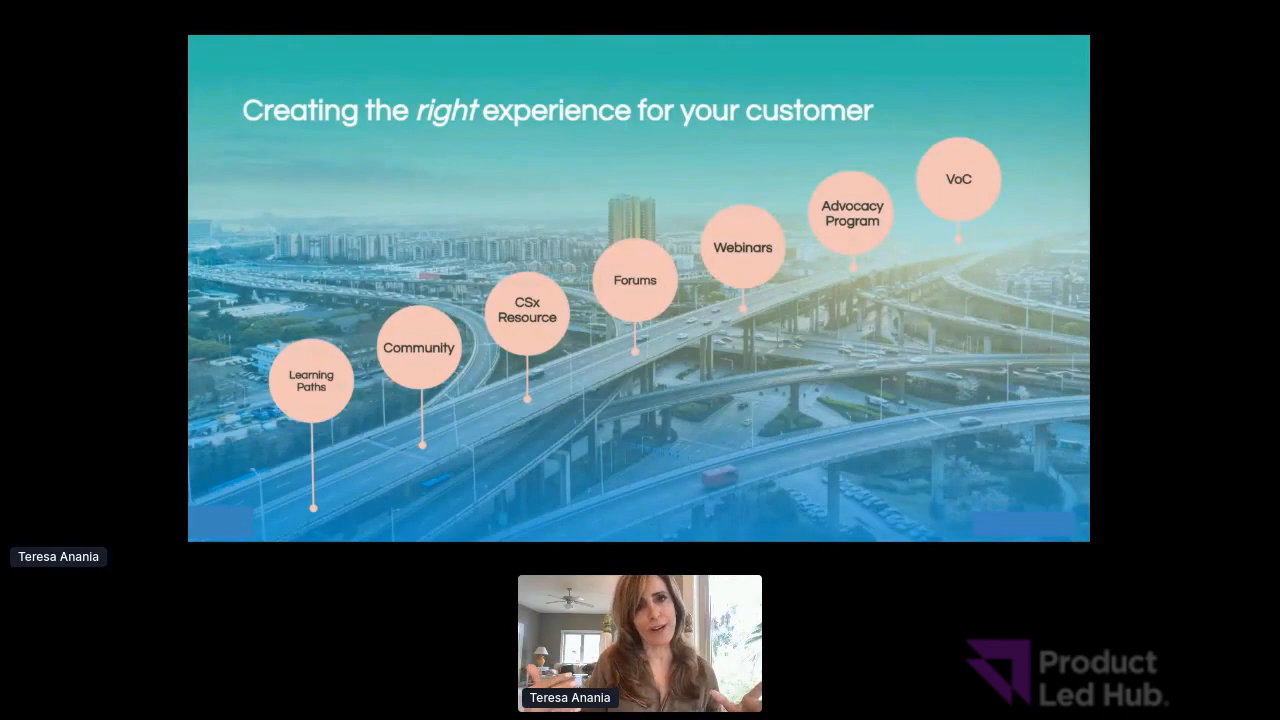 Creating the right experience for your customer
VoC
Advocacy
Program
Webinars
Forums
CSx
Resource
Community
Learning
Paths
Teresa Anania
Teresa Anania
Product
Led Hub.